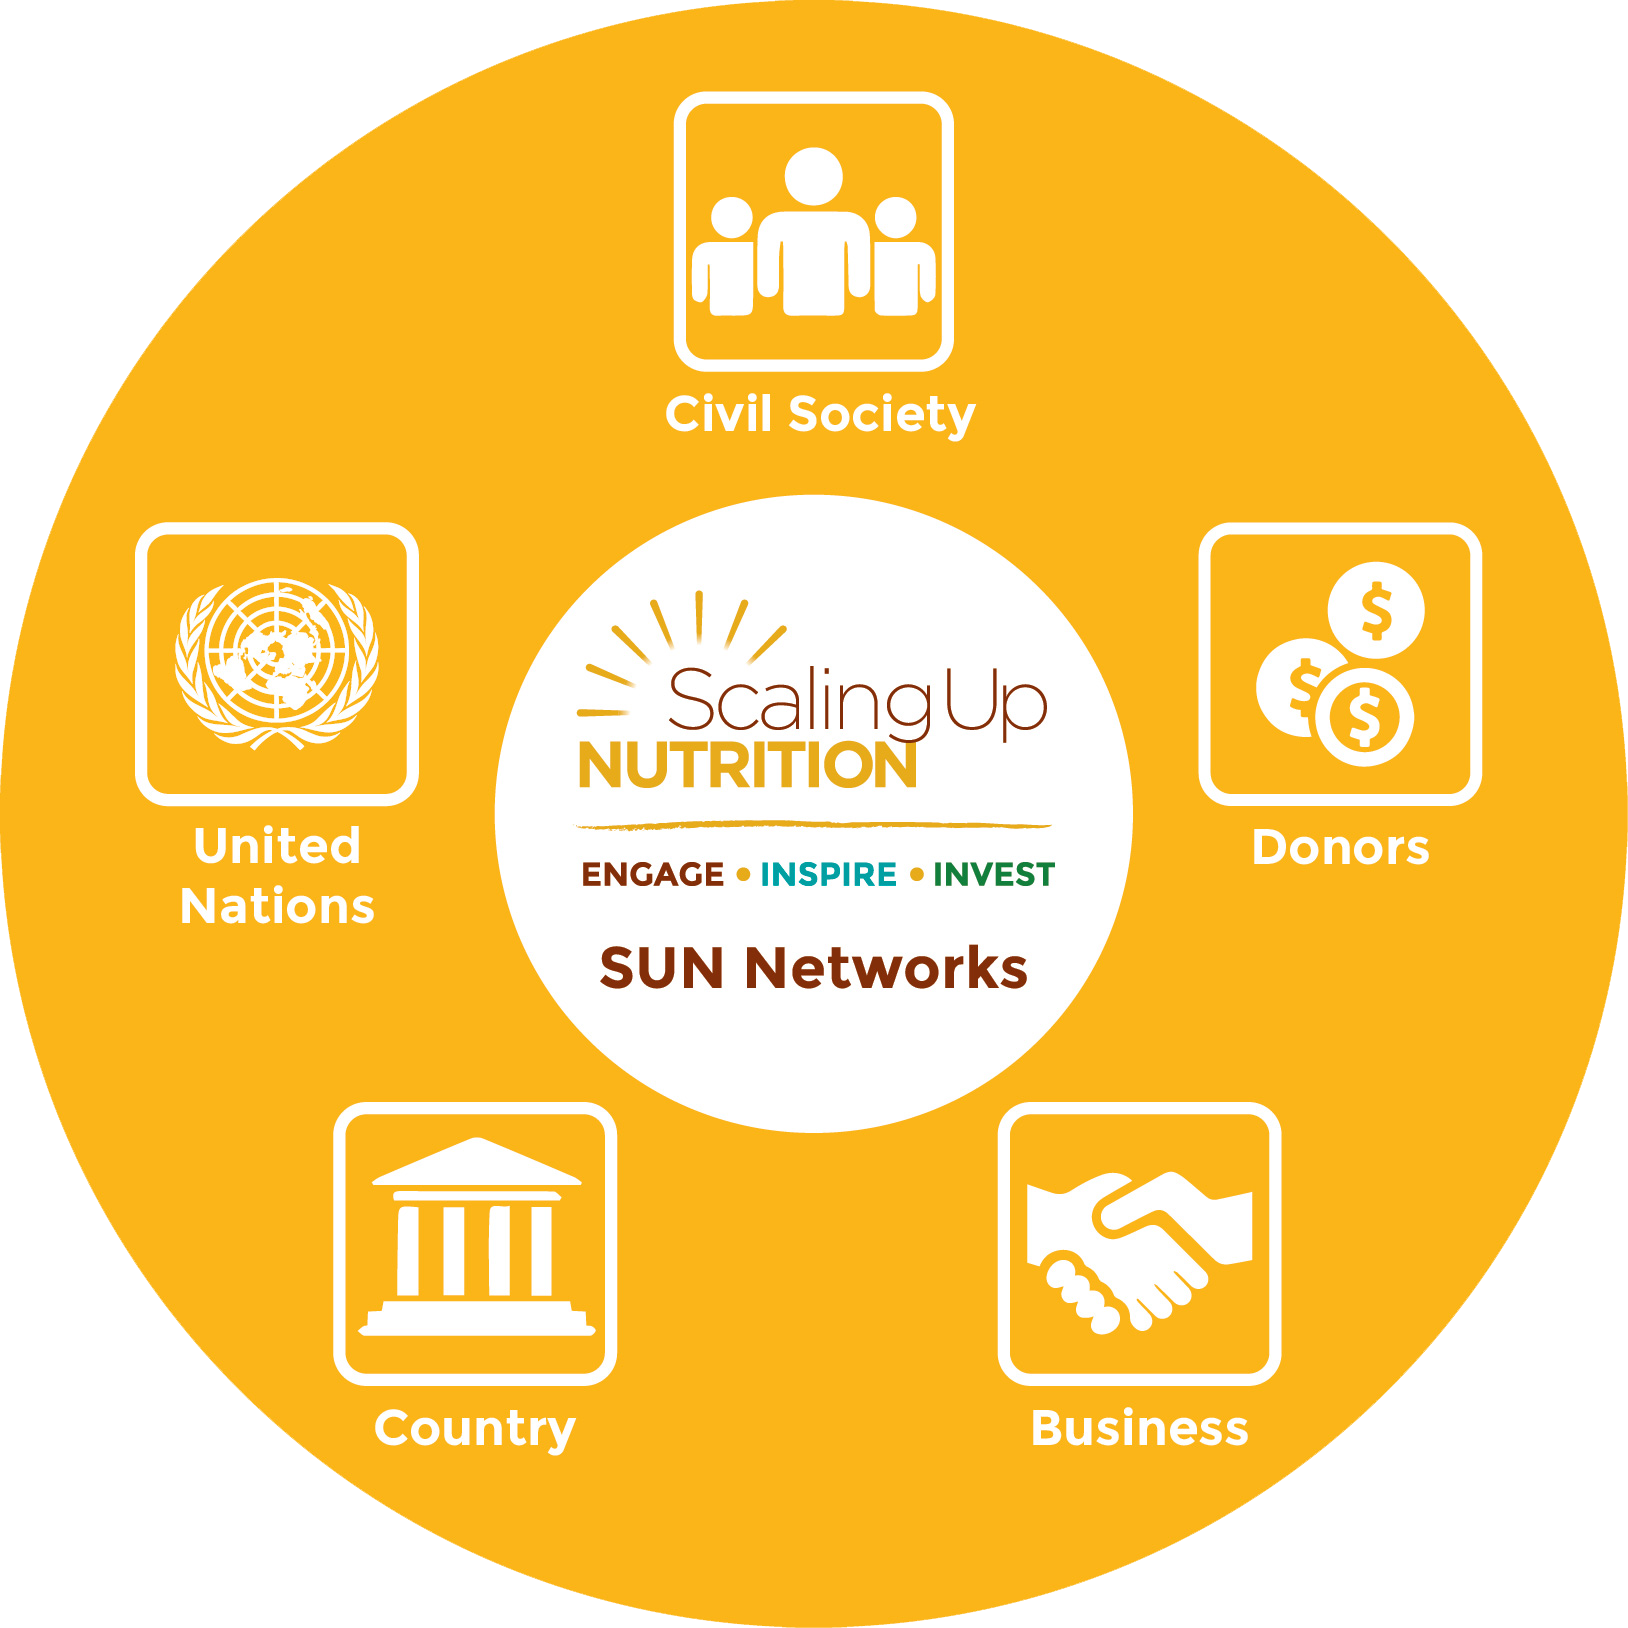 Civil Society
United
Nations
Scaling Up
NUTRITION
ENGAGE • INSPIRE • INVEST
SUN Networks
$
$
$
Donors
Country
Business